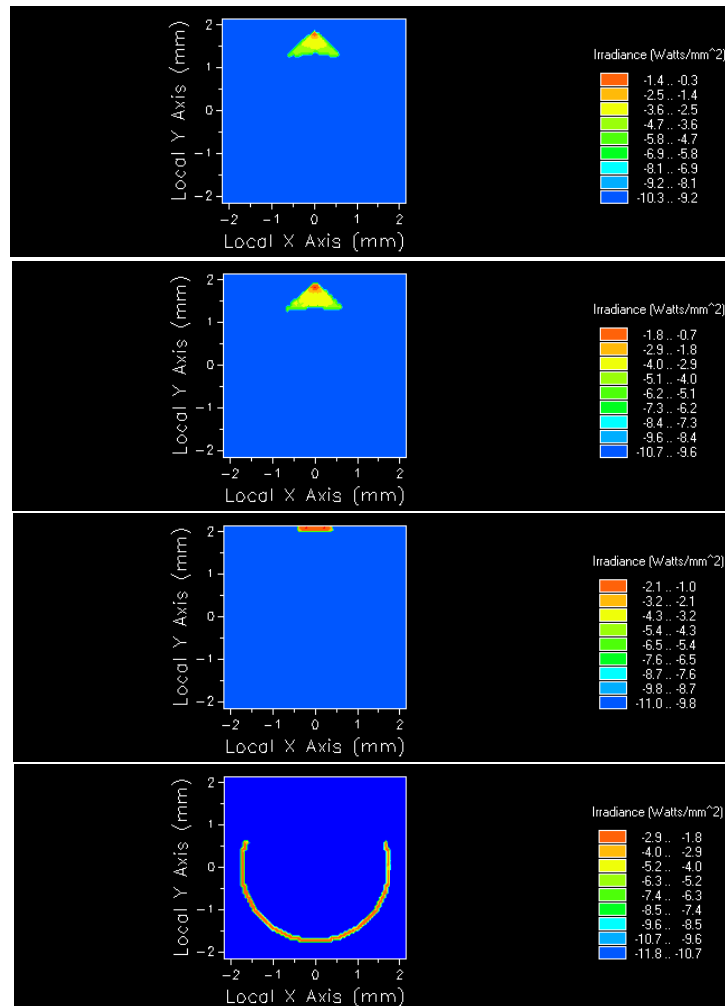 Local Y Axis (mm)
2
1
0
−1
−2
−2 −1 0 1 2
Local X Axis (mm)
Irradiance (Watts/mm^2)
-1.4 .. -0.3
-2.5 .. -1.4
-3.6 .. -2.5
-4.7 .. -3.6
-5.8 .. -4.7
-6.9 .. -5.8
-8.1 .. -6.9
-9.2 .. -8.1
-10.3 .. -9.2
Local Y Axis (mm)
2
1
0
−1
−2
−2 −1 0 1 2
Local X Axis (mm)
Irradiance (Watts/mm^2)
-1.8 .. -0.7
-2.9 .. -1.8
-4.0 .. -2.9
-5.1 .. -4.0
-6.2 .. -5.1
-7.3 .. -6.2
-8.4 .. -7.3
-9.6 .. -8.4
-10.7 .. -9.6
Local Y Axis (mm)
2
1
0
−1
−2
−2 −1 0 1 2
Local X Axis (mm)
Irradiance (Watts/mm^2)
-2.1 .. -1.0
-3.2 .. -2.1
-4.3 .. -3.2
-5.4 .. -4.3
-6.5 .. -5.4
-7.6 .. -6.5
-8.7 .. -7.6
-9.8 .. -8.7
-11.0 .. -9.8
Local Y Axis (mm)
2
1
0
−1
−2
−2 −1 0 1 2
Local X Axis (mm)
Irradiance (Watts/mm^2)
-2.9 .. -1.8
-4.0 .. -2.9
-5.2 .. -4.0
-6.3 .. -5.2
-7.4 .. -6.3
-8.5 .. -7.4
-9.6 .. -8.5
-10.7 .. -9.6
-11.8 .. -10.7